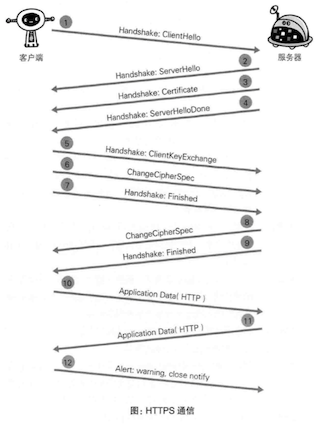 1
Handshake: ClientHello
客户端
服务器
2
Handshake: ServerHello
3
Handshake: Certificate
4
Handshake: ServerHelloDone
5
Handshake: ClientKeyExchange
6
ChangeCipherSpec
7
Handshake: Finished
8
ChangeCipherSpec
9
Handshake: Finished
10
Application Data( HTTP )
11
Application Data( HTTP )
12
Alert: warning, close notify
图: HTTPS 通信